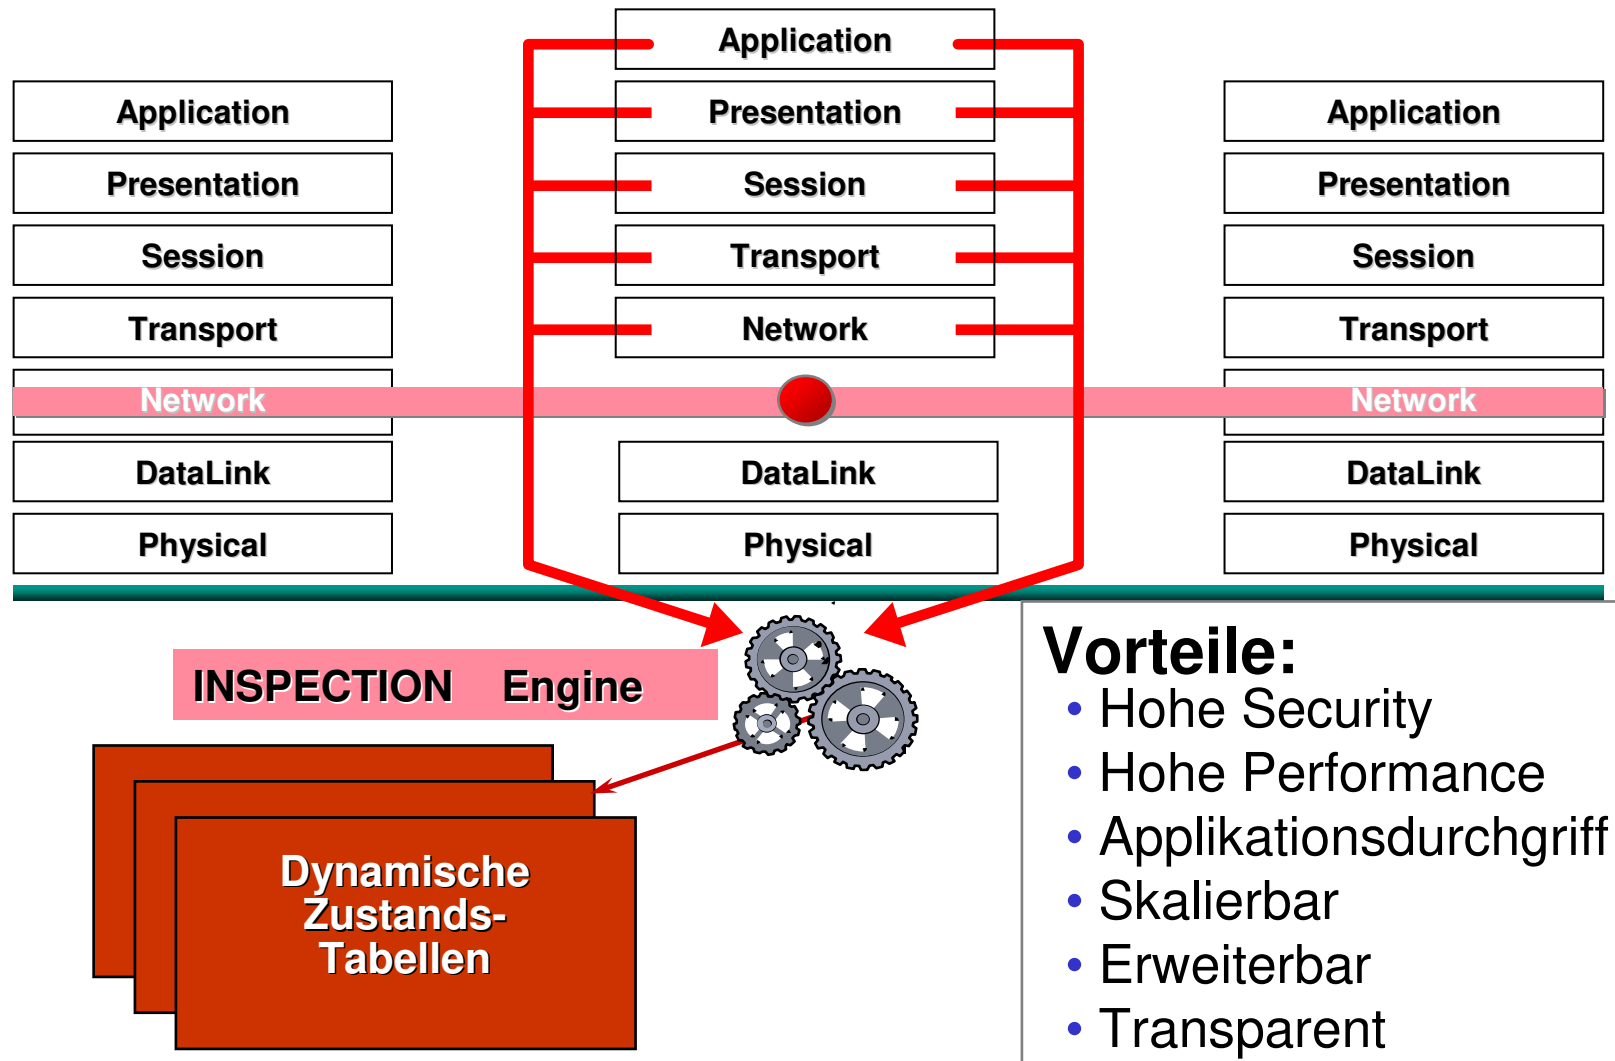 Application
Presentation
Session
Transport
Network
DataLink
Physical
Application
Presentation
Session
Transport
Network
DataLink
Physical
Application
Presentation
Session
Transport
Network
DataLink
Physical
INSPECTION Engine
Dynamische
Zustands-
Tabellen
Vorteile:
• Hohe Security
• Hohe Performance
• Applikationsdurchgriff
• Skalierbar
• Erweiterbar
• Transparent